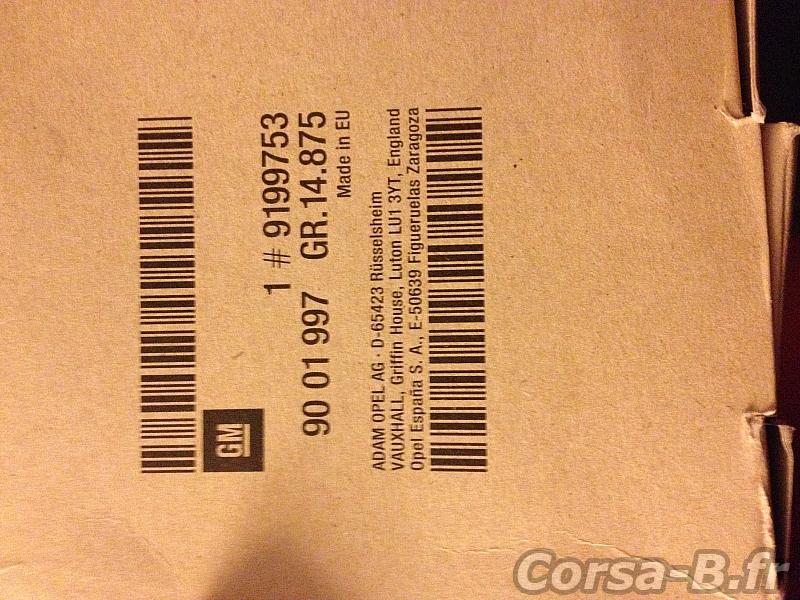 GM
1 # 9199753
90 01 997 GR.14.875
Made in EU
ADAM OPEL AG · D-65423 Rüsselsheim
VAUXHALL, Griffin House, Luton LU1 3YT, England
Opel España S. A., E-50639 Figueruelas Zaragoza
Corsa-B.fr